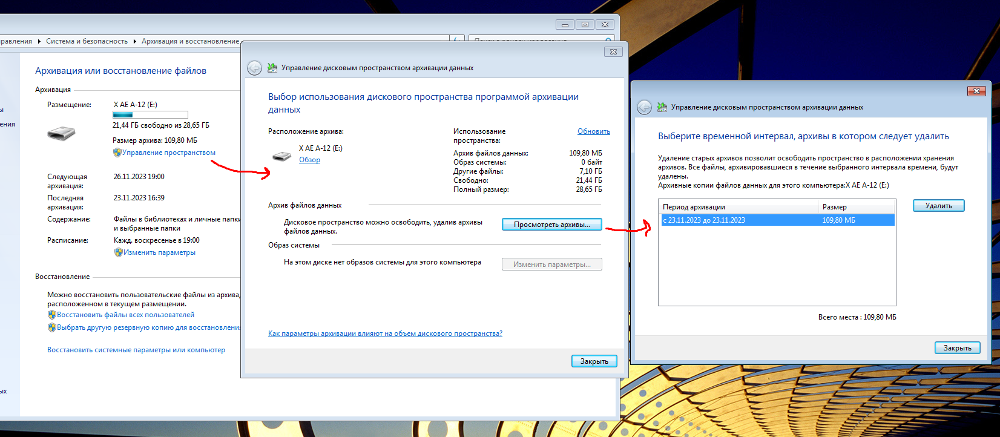 Система и безопасность
Архивация и восстановление
Архивация или восстановление файлов
Архивация
Размещение:
X AE A-12 (E:)
21,44 ГБ свободно из 28,65 ГБ
Размер архива: 109,80 МБ
Управление пространством
Следующая
архивация:
26.11.2023 19:00
Последняя
архивация:
23.11.2023 16:39
Содержание:
Файлы в библиотеках и личные папки
и выбранные папки
Расписание:
Кажд. воскресенье в 19:00
Изменить параметры
Восстановление
Можно восстановить пользовательские файлы из архива,
расположенном в текущем размещении.
Восстановить файлы всех пользователей
Выбрать другую резервную копию для восстановления
Восстановить системные параметры или компьютер
Управление дисковым пространством архивации данных
Выбор использования дискового пространства программой архивации
данных
Расположение архива:
X AE A-12 (E:)
Обзор
Использование
пространства:
Обновить
Архив файлов данных: 109,80 МБ
Образ системы: 0 байт
Другие файлы: 7,10 ГБ
Свободно: 21,44 ГБ
Полный размер: 28,65 ГБ
Архив файлов данных
Дисковое пространство можно освободить, удалив архивы
файлов данных.
Просмотреть архивы...
Образ системы
На этом диске нет образов системы для этого компьютера
Изменить параметры...
Как параметры архивации влияют на объем дискового пространства?
Закрыть
Управление дисковым пространством архивации данных
Выберите временной интервал, архивы в котором следует удалить
Удаление старых архивов позволит освободить пространство в расположении хранения
архивов. Все файлы, архивировавшиеся в течение выбранного интервала времени, будут
удалены.
Архивные копии файлов данных для этого компьютера:X AE A-12 (E:)
Период архивации Размер
с 23.11.2023 до 23.11.2023 109,80 МБ
Удалить
Всего места : 109,80 МБ
Закрыть